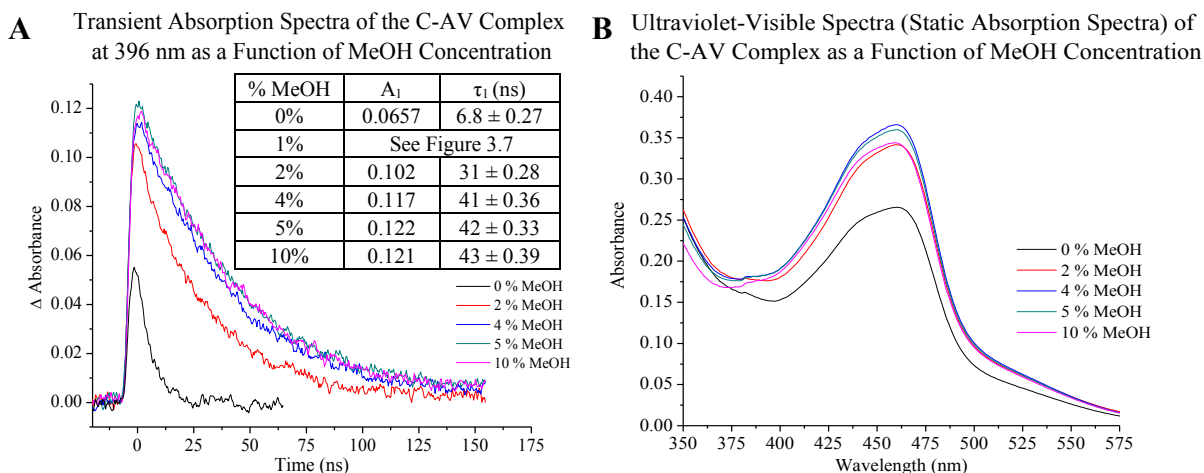 A
Transient Absorption Spectra of the C-AV Complex
at 396 nm as a Function of MeOH Concentration
% MeOH A₁ τ₁ (ns)
0% 0.0657 6.8 ± 0.27
1% See Figure 3.7
2% 0.102 31 ± 0.28
4% 0.117 41 ± 0.36
5% 0.122 42 ± 0.33
10% 0.121 43 ± 0.39
0 % MeOH
2 % MeOH
4 % MeOH
5 % MeOH
10 % MeOH
Δ Absorbance
0.12
0.10
0.08
0.06
0.04
0.02
0.00
0 25 50 75 100 125 150 175
Time (ns)
B
Ultraviolet-Visible Spectra (Static Absorption Spectra) of
the C-AV Complex as a Function of MeOH Concentration
Absorbance
0.40
0.35
0.30
0.25
0.20
0.15
0.10
0.05
0.00
0 % MeOH
2 % MeOH
4 % MeOH
5 % MeOH
10 % MeOH
350 375 400 425 450 475 500 525 550 575
Wavelength (nm)